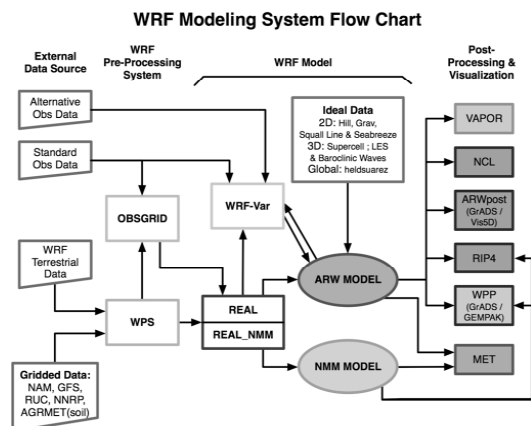 WRF Modeling System Flow Chart
External
Data Source
WRF
Pre-Processing
System
WRF Model
Post-
Processing &
Visualization
Alternative
Obs Data
Standard
Obs Data
WRF
Terrestrial
Data
Gridded Data:
NAM, GFS,
RUC, NNRP,
AGRMET(soil)
OBSGRID
WPS
WRF-Var
REAL
REAL_NMM
Ideal Data
2D: Hill, Grav,
Squall Line & Seabreeze
3D: Supercell ; LES
& Baroclinic Waves
Global: heldsuarez
ARW MODEL
NMM MODEL
VAPOR
NCL
ARWpost
(GrADS /
Vis5D)
RIP4
WPP
(GrADS /
GEMPAK)
MET